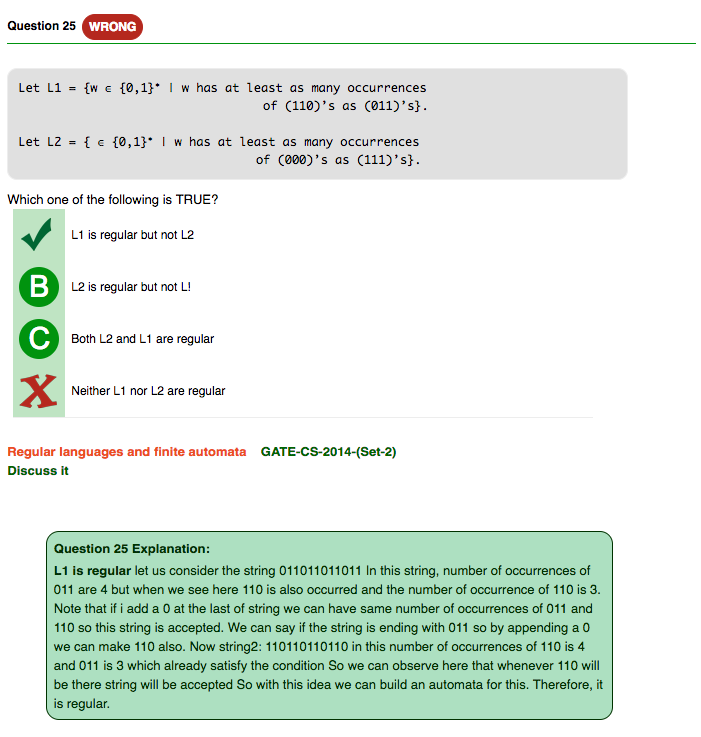 Question 25 WRONG
Let L1 = {w ϵ {0,1}* | w has at least as many occurrences
of (110)’s as (011)’s}.
Let L2 = { ϵ {0,1}* | w has at least as many occurrences
of (000)’s as (111)’s}.
Which one of the following is TRUE?
L1 is regular but not L2
B L2 is regular but not L!
C Both L2 and L1 are regular
Neither L1 nor L2 are regular
Regular languages and finite automata GATE-CS-2014-(Set-2)
Discuss it
Question 25 Explanation:
L1 is regular let us consider the string 011011011011 In this string, number of occurrences of
011 are 4 but when we see here 110 is also occurred and the number of occurrence of 110 is 3.
Note that if i add a 0 at the last of string we can have same number of occurrences of 011 and
110 so this string is accepted. We can say if the string is ending with 011 so by appending a 0
we can make 110 also. Now string2: 110110110110 in this number of occurrences of 110 is 4
and 011 is 3 which already satisfy the condition So we can observe here that whenever 110 will
be there string will be accepted So with this idea we can build an automata for this. Therefore, it
is regular.